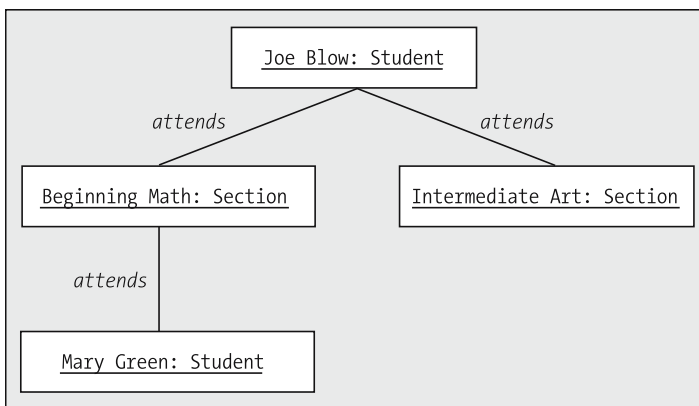 Joe Blow: Student
attends
attends
Beginning Math: Section
Intermediate Art: Section
attends
Mary Green: Student